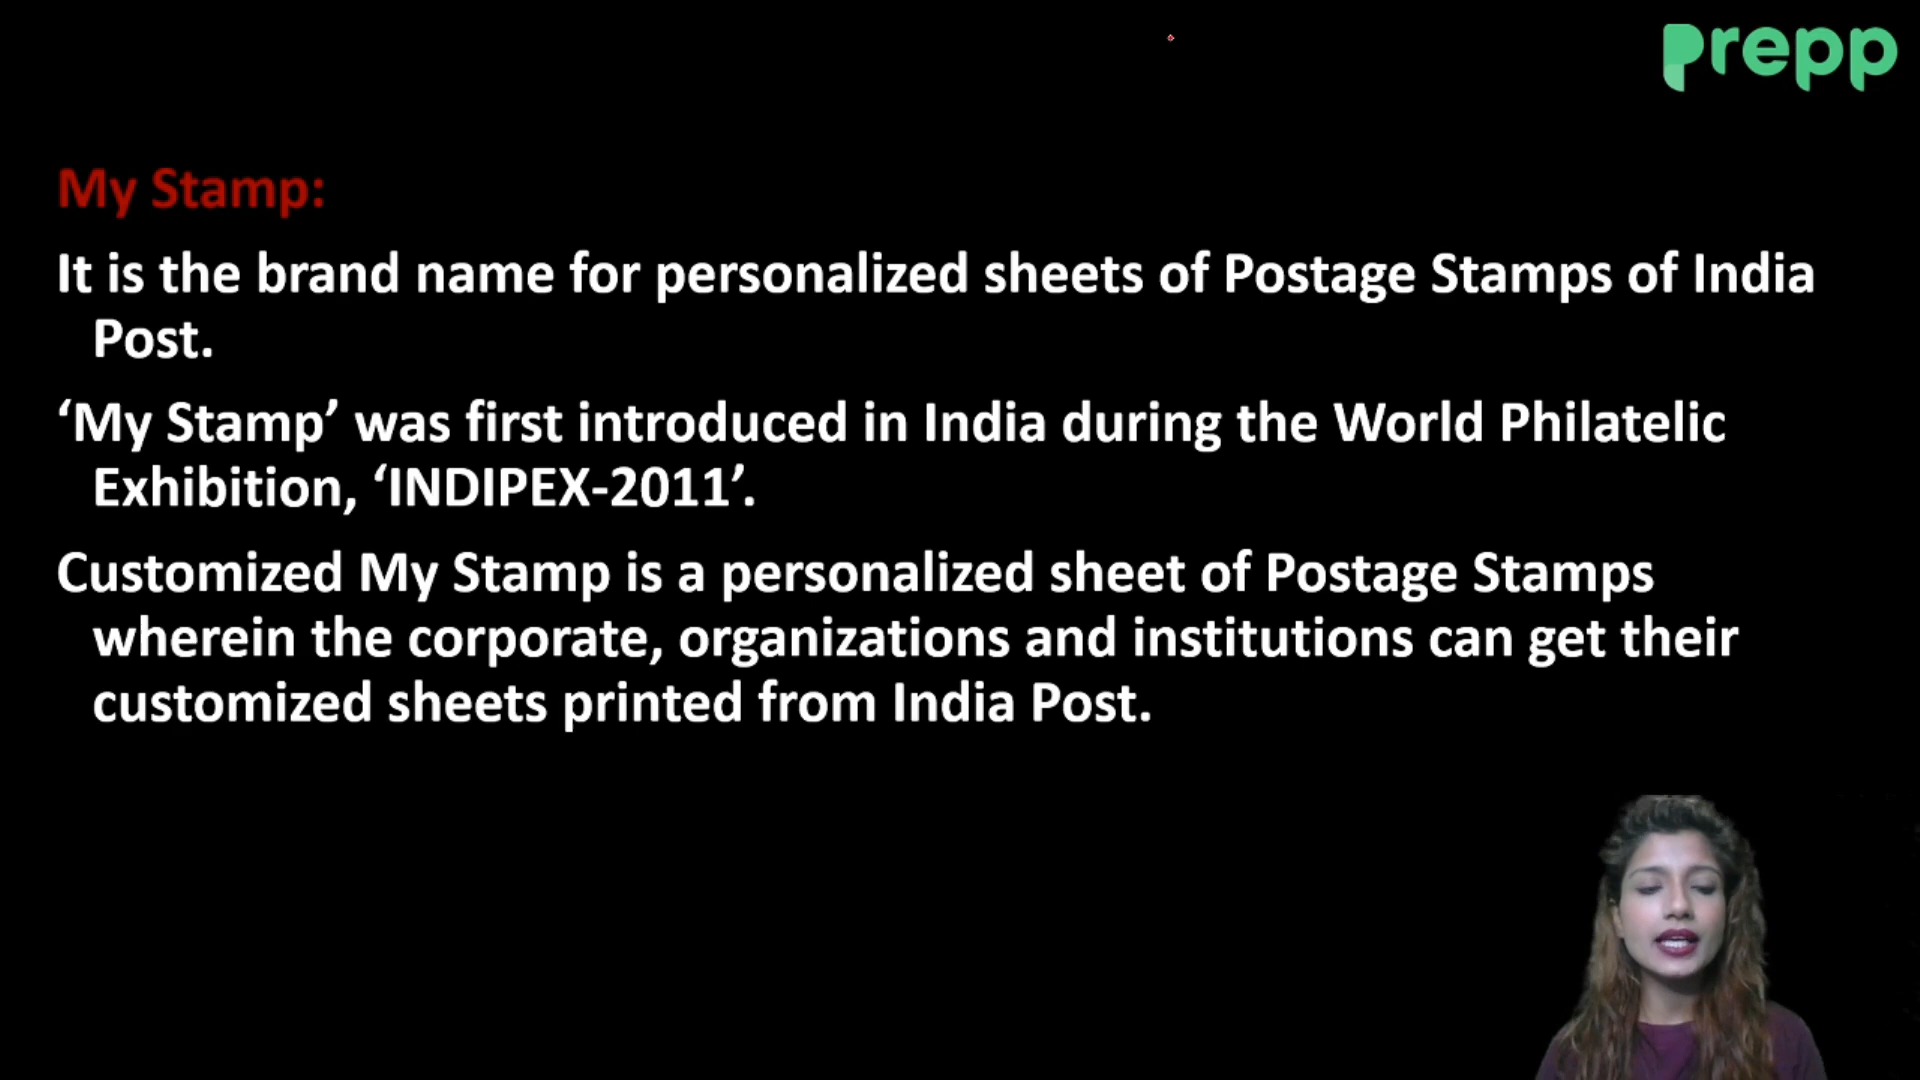 prepp
My Stamp:
It is the brand name for personalized sheets of Postage Stamps of India
Post.
‘My Stamp’ was first introduced in India during the World Philatelic
Exhibition, ‘INDIPEX-2011’.
Customized My Stamp is a personalized sheet of Postage Stamps
wherein the corporate, organizations and institutions can get their
customized sheets printed from India Post.